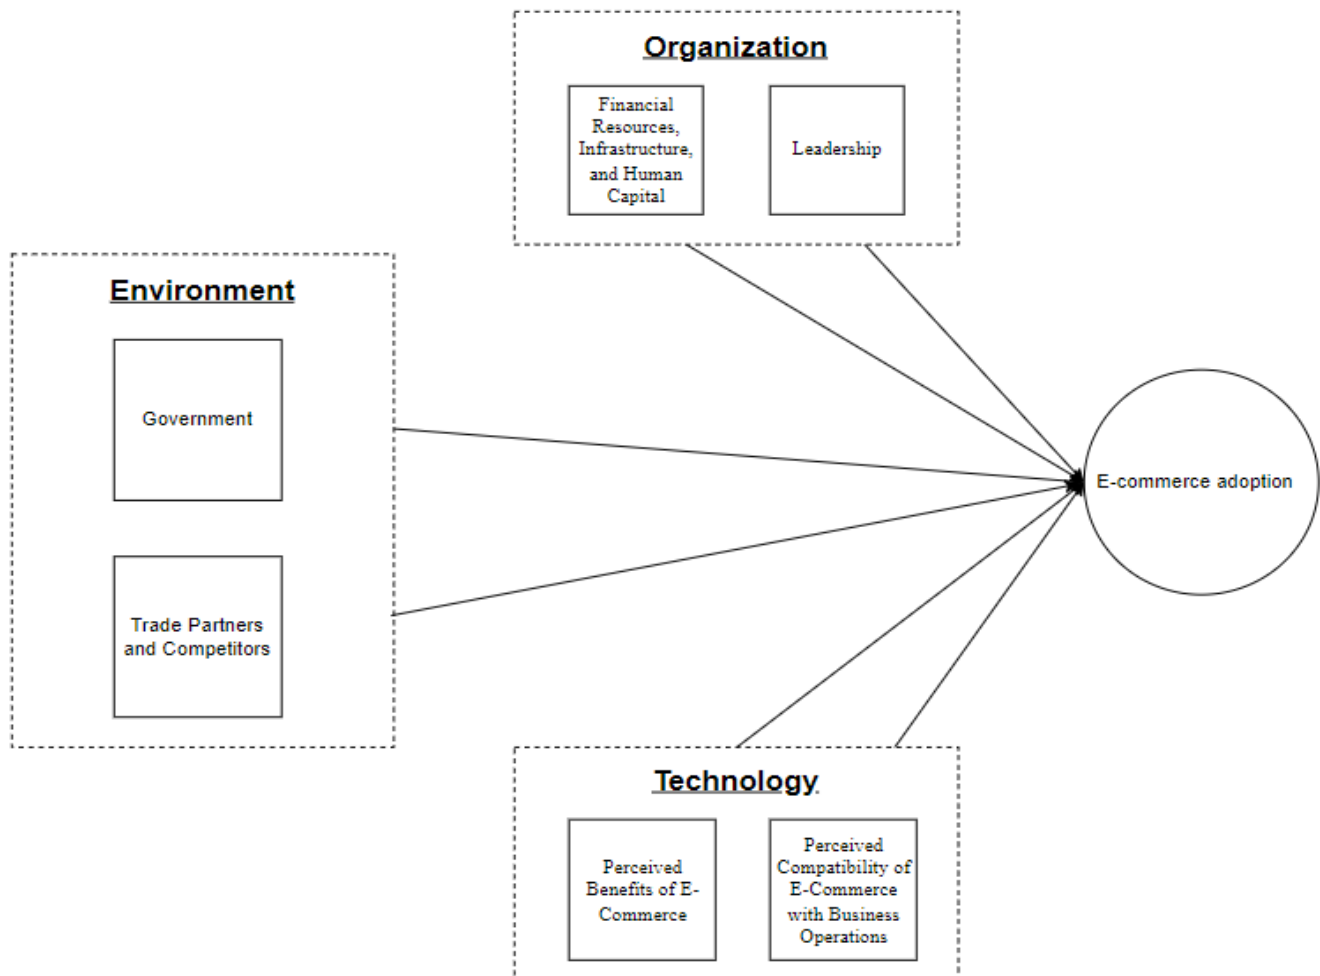 Organization
Financial
Resources,
Infrastructure,
and Human
Capital
Leadership
Environment
Government
Trade Partners
and Competitors
E-commerce adoption
Technology
Perceived
Benefits of E-
Commerce
Perceived
Compatibility of
E-Commerce
with Business
Operations